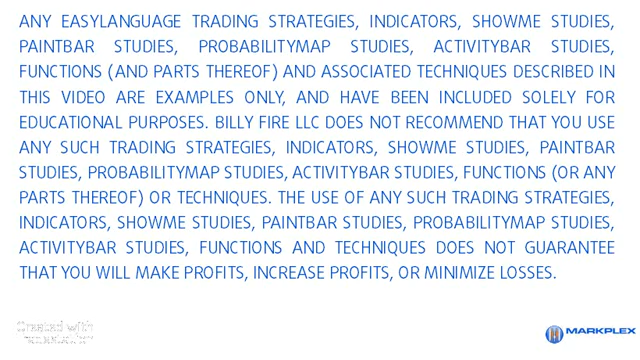 ANY EASYLANGUAGE TRADING STRATEGIES, INDICATORS, SHOWME STUDIES,
PAINTBAR STUDIES, PROBABILITYMAP STUDIES, ACTIVITYBAR STUDIES,
FUNCTIONS (AND PARTS THEREOF) AND ASSOCIATED TECHNIQUES DESCRIBED IN
THIS VIDEO ARE EXAMPLES ONLY, AND HAVE BEEN INCLUDED SOLELY FOR
EDUCATIONAL PURPOSES. BILLY FIRE LLC DOES NOT RECOMMEND THAT YOU USE
ANY SUCH TRADING STRATEGIES, INDICATORS, SHOWME STUDIES, PAINTBAR
STUDIES, PROBABILITYMAP STUDIES, ACTIVITYBAR STUDIES, FUNCTIONS (OR ANY
PARTS THEREOF) OR TECHNIQUES. THE USE OF ANY SUCH TRADING STRATEGIES,
INDICATORS, SHOWME STUDIES, PAINTBAR STUDIES, PROBABILITYMAP STUDIES,
ACTIVITYBAR STUDIES, FUNCTIONS AND TECHNIQUES DOES NOT GUARANTEE
THAT YOU WILL MAKE PROFITS, INCREASE PROFITS, OR MINIMIZE LOSSES.
Created with
MARKPLEX